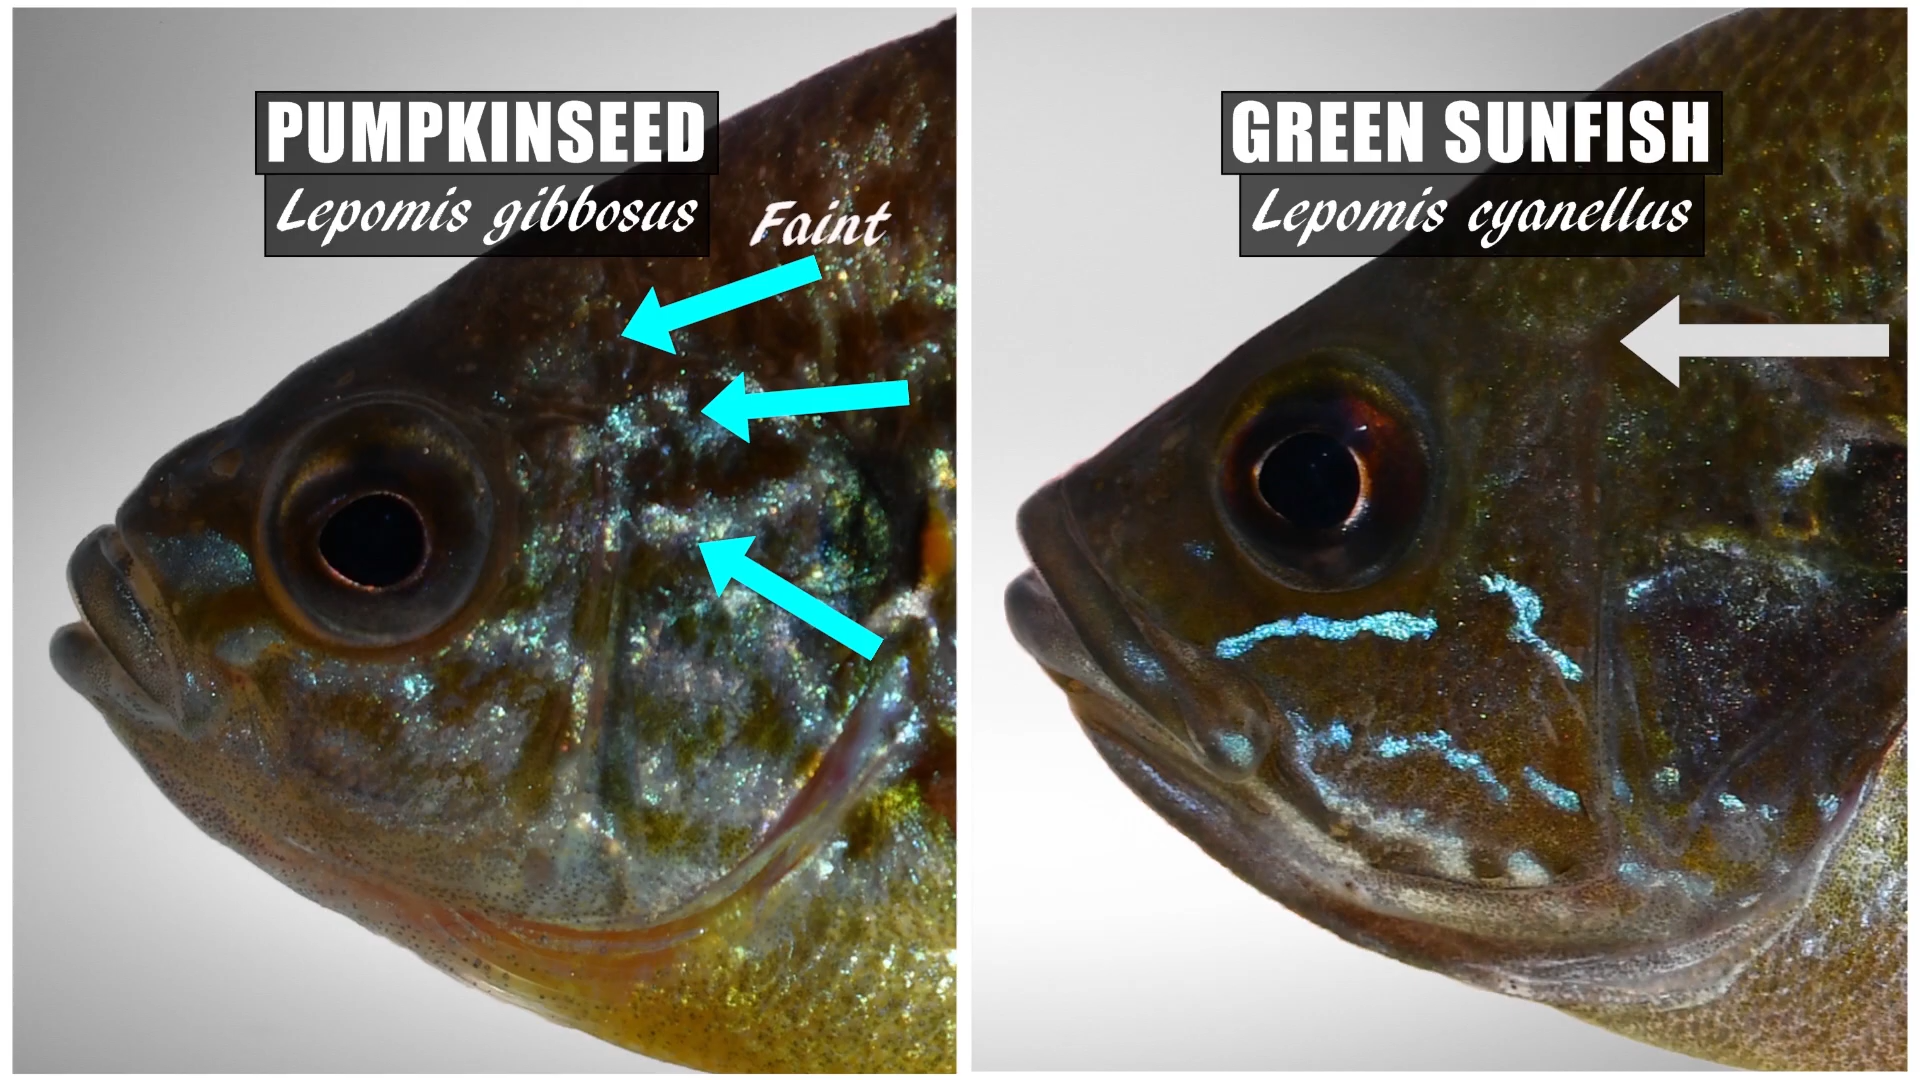 PUMPKINSEED
Lepomis gibbosus
Faint
GREEN SUNFISH
Lepomis cyanellus